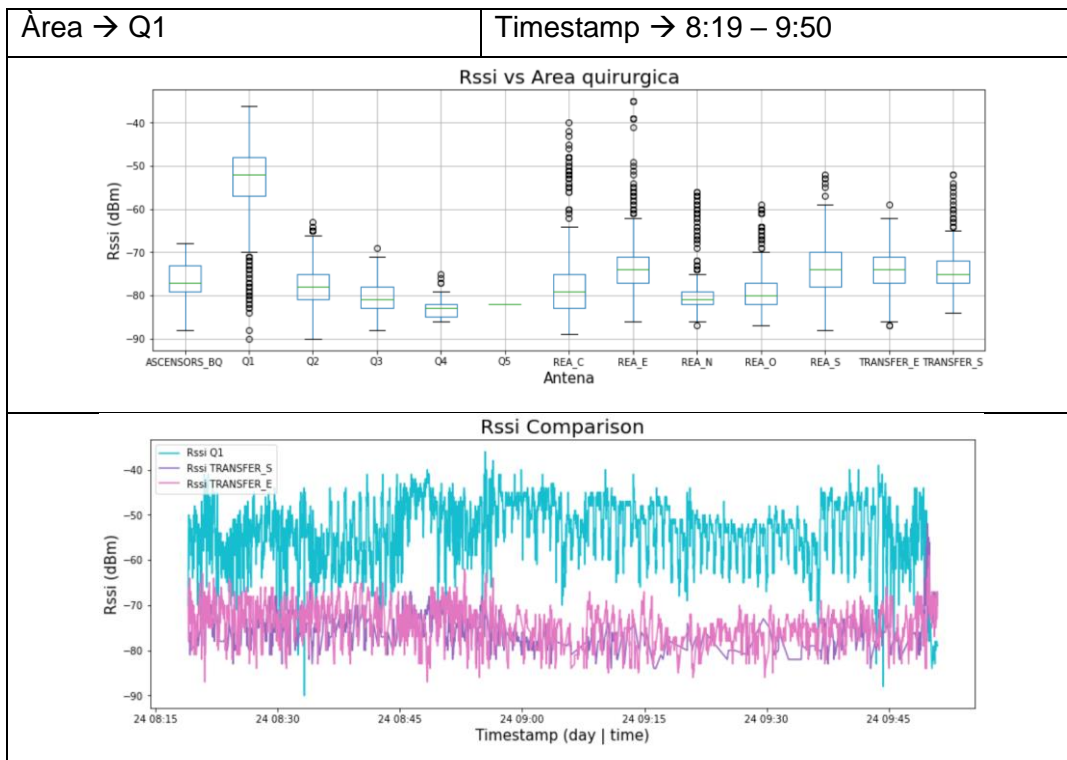 Àrea → Q1
Timestamp → 8:19 – 9:50
Rssi vs Area quirurgica
Rssi (dBm)
−40
−50
−60
−70
−80
−90
ASCENSORS_BQ Q1 Q2 Q3 Q4 Q5 REA_C REA_E REA_N REA_O REA_S TRANSFER_E TRANSFER_S
Antena
Rssi Comparison
Rssi Q1
Rssi TRANSFER_S
Rssi TRANSFER_E
Rssi (dBm)
−40
−50
−60
−70
−80
−90
24 08:15 24 08:30 24 08:45 24 09:00 24 09:15 24 09:30 24 09:45
Timestamp (day | time)